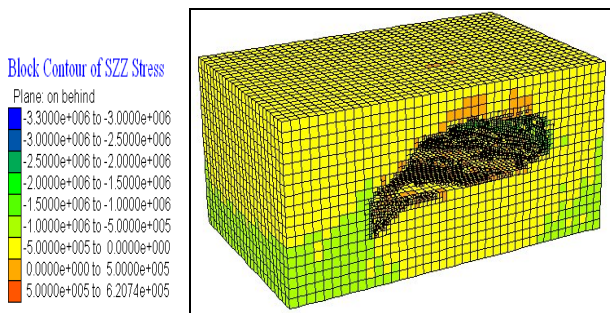 Block Contour of SZZ Stress
Plane: on behind
-3.3000e+006 to -3.0000e+006
-3.0000e+006 to -2.5000e+006
-2.5000e+006 to -2.0000e+006
-2.0000e+006 to -1.5000e+006
-1.5000e+006 to -1.0000e+006
-1.0000e+006 to -5.0000e+005
-5.0000e+005 to 0.0000e+000
0.0000e+000 to 5.0000e+005
5.0000e+005 to 6.2074e+005